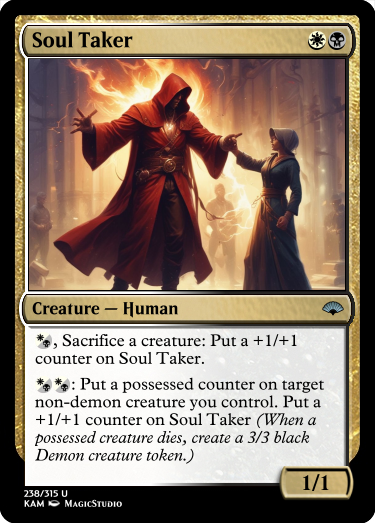 Soul Taker
Creature — Human
, Sacrifice a creature: Put a +1/+1
counter on Soul Taker.
: Put a possessed counter on target
non-demon creature you control. Put a
+1/+1 counter on Soul Taker (When a
possessed creature dies, create a 3/3 black
Demon creature token.)
1/1
238/315 U
KAM MagicStudio